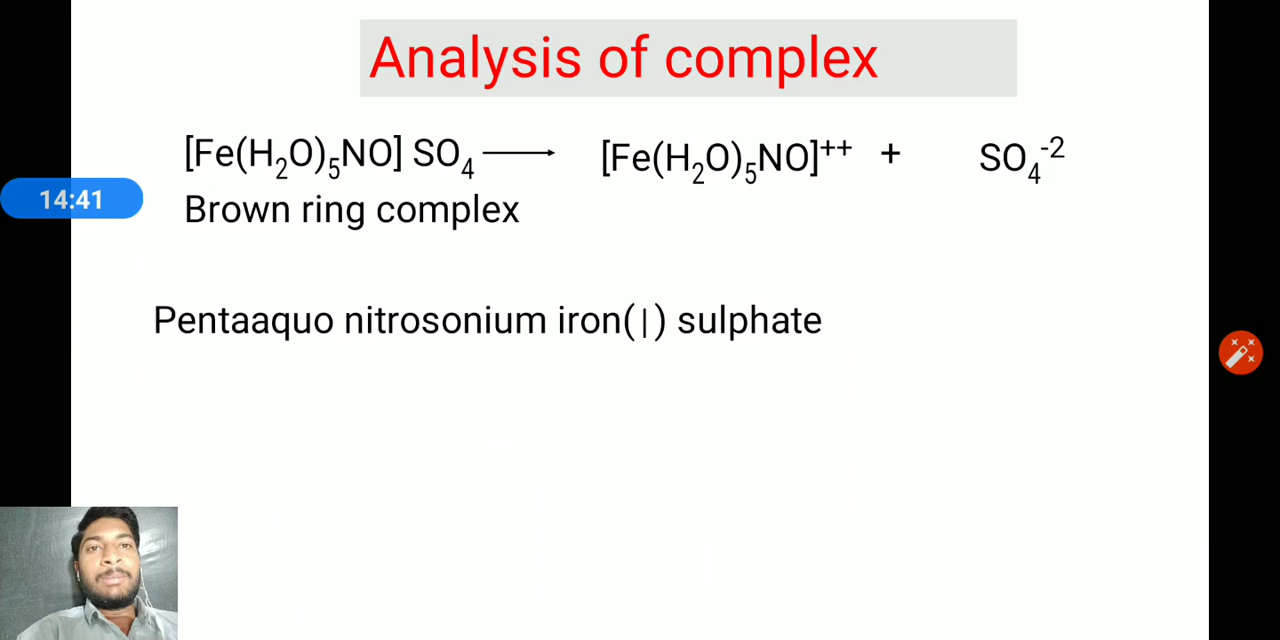 Analysis of complex
[Fe(H₂O)₅NO] SO₄ ⟶ [Fe(H₂O)₅NO]⁺⁺ + SO₄⁻²
14:41
Brown ring complex
Pentaaquo nitrosonium iron(|) sulphate